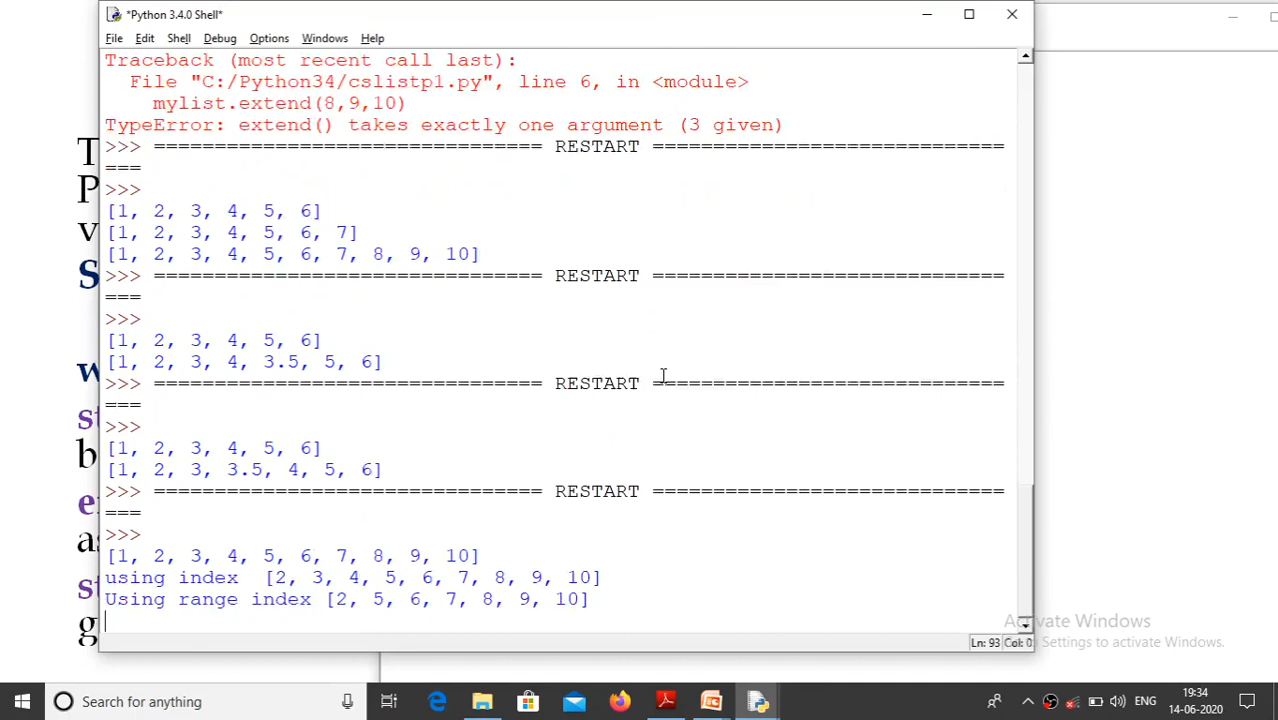 *Python 3.4.0 Shell*
File Edit Shell Debug Options Windows Help
Traceback (most recent call last):
File "C:/Python34/cslistp1.py", line 6, in <module>
mylist.extend(8,9,10)
TypeError: extend() takes exactly one argument (3 given)
>>> ================================ RESTART =============================
===
>>>
[1, 2, 3, 4, 5, 6]
[1, 2, 3, 4, 5, 6, 7]
[1, 2, 3, 4, 5, 6, 7, 8, 9, 10]
>>> ================================ RESTART =============================
===
>>>
[1, 2, 3, 4, 5, 6]
[1, 2, 3, 4, 3.5, 5, 6]
>>> ================================ RESTART =============================
===
>>>
[1, 2, 3, 4, 5, 6]
[1, 2, 3, 3.5, 4, 5, 6]
>>> ================================ RESTART =============================
===
>>>
[1, 2, 3, 4, 5, 6, 7, 8, 9, 10]
using index  [2, 3, 4, 5, 6, 7, 8, 9, 10]
Using range index [2, 5, 6, 7, 8, 9, 10]
Ln: 93 Col: 0
Activate Windows
Settings to activate Windows.
Search for anything
ENG
19:34
14-06-2020